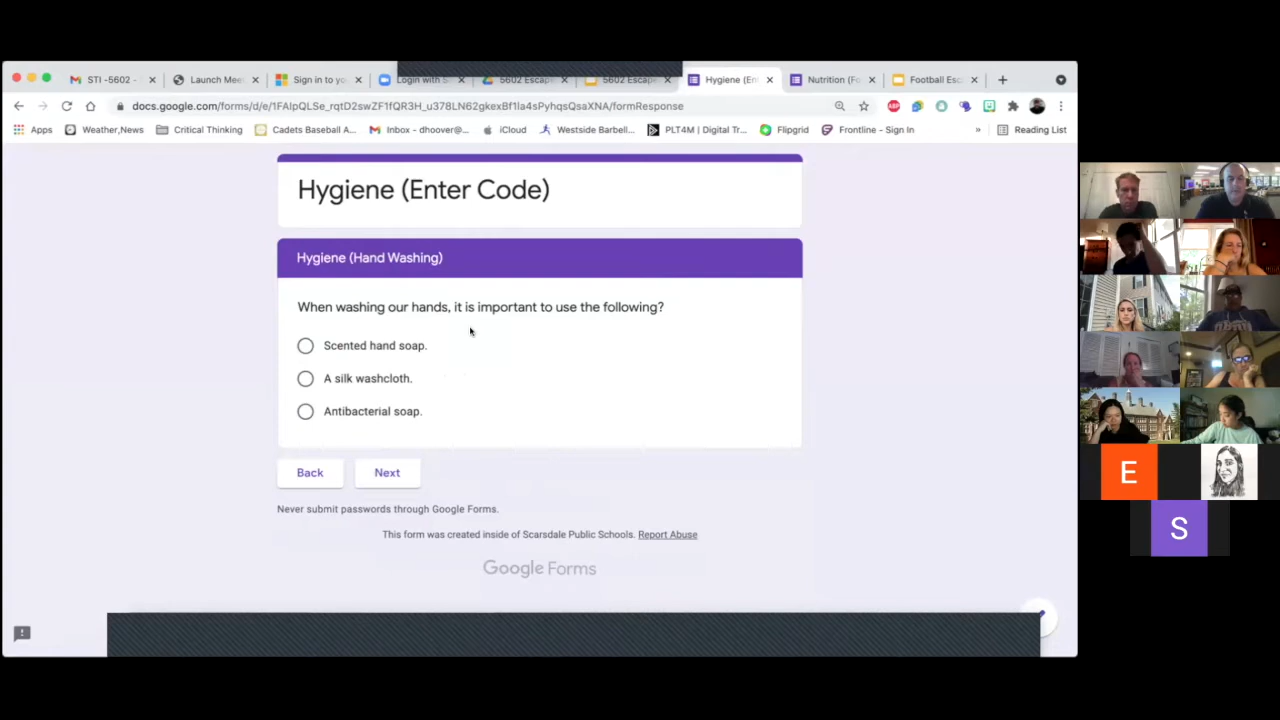 STI -5602 -
Launch Mee
Sign in to yo
Login with S
5602 Escape
5602 Escape
Hygiene (En
Nutrition (Fo
Football Esc
docs.google.com/forms/d/e/1FAIpQLSe_rqtD2swZF1fQR3H_u378LN62gkexBf1la4sPyhqsQsaXNA/formResponse
ABP
Apps
Weather,News
Critical Thinking
Cadets Baseball A...
Inbox - dhoover@...
iCloud
Westside Barbell...
PLT4M | Digital Tr...
Flipgrid
Frontline - Sign In
»
Reading List
Hygiene (Enter Code)
Hygiene (Hand Washing)
When washing our hands, it is important to use the following?
Scented hand soap.
A silk washcloth.
Antibacterial soap.
Back
Next
Never submit passwords through Google Forms.
This form was created inside of Scarsdale Public Schools. Report Abuse
Google Forms
E
S